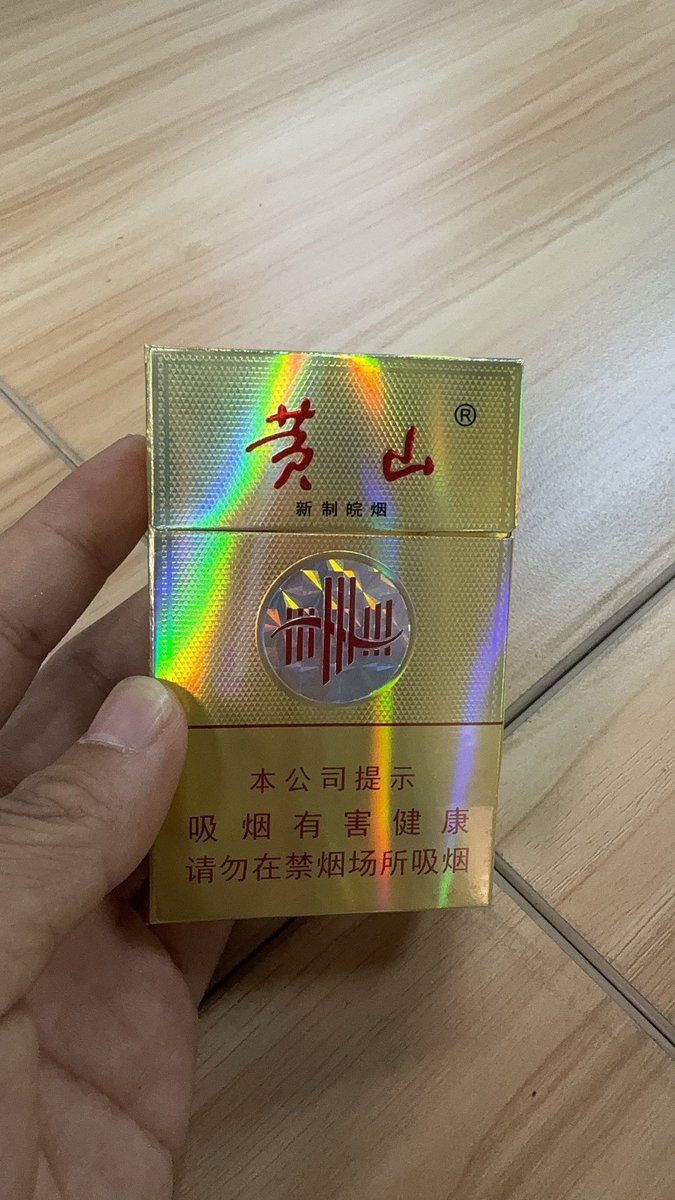 黄山®
新制皖烟
本公司提示
吸烟有害健康
请勿在禁烟场所吸烟